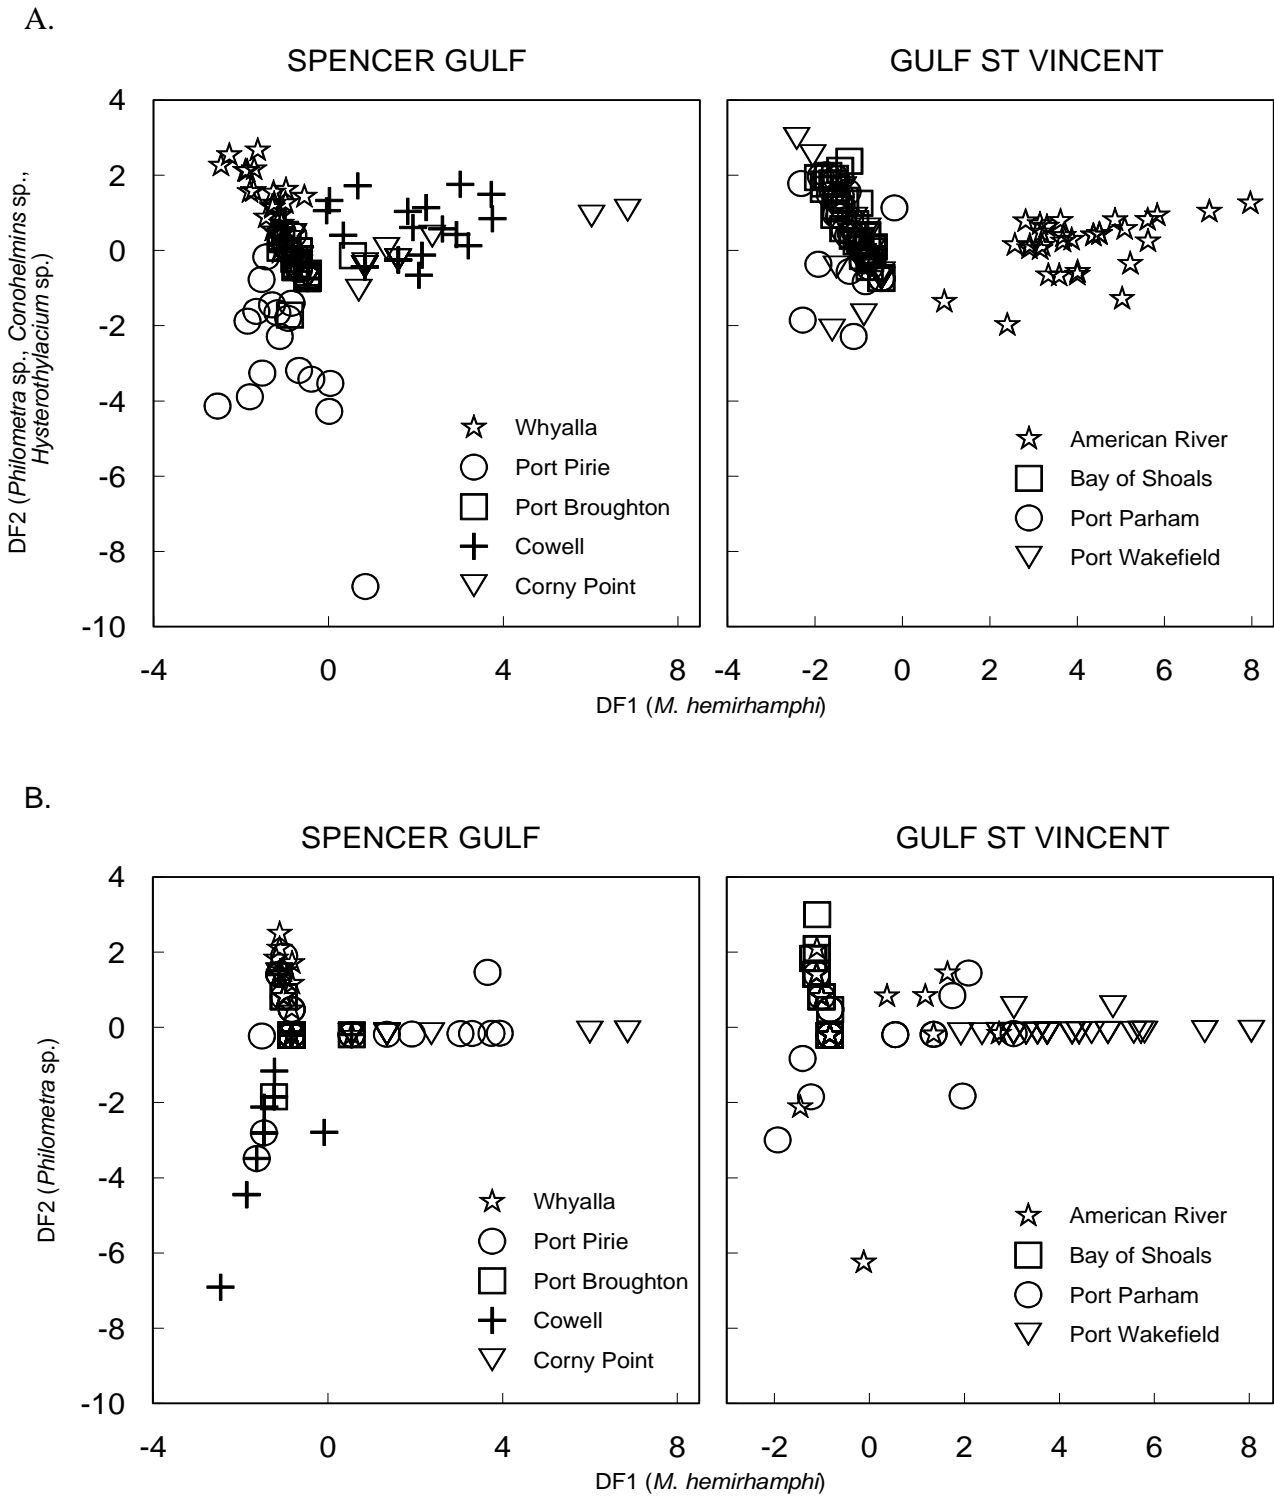 A.
SPENCER GULF
GULF ST VINCENT
DF2 (Philometra sp., Conohelmins sp.,
Hysterothylacium sp.)
4
2
0
-2
-4
-6
-8
-10
Whyalla
Port Pirie
Port Broughton
Cowell
Corny Point
American River
Bay of Shoals
Port Parham
Port Wakefield
-4 0 4 8
-4 -2 0 2 4 6 8
DF1 (M. hemirhamphi)
B.
SPENCER GULF
GULF ST VINCENT
DF2 (Philometra sp.)
4
2
0
-2
-4
-6
-8
-10
Whyalla
Port Pirie
Port Broughton
Cowell
Corny Point
American River
Bay of Shoals
Port Parham
Port Wakefield
-4 0 4 8
-2 0 2 4 6 8
DF1 (M. hemirhamphi)